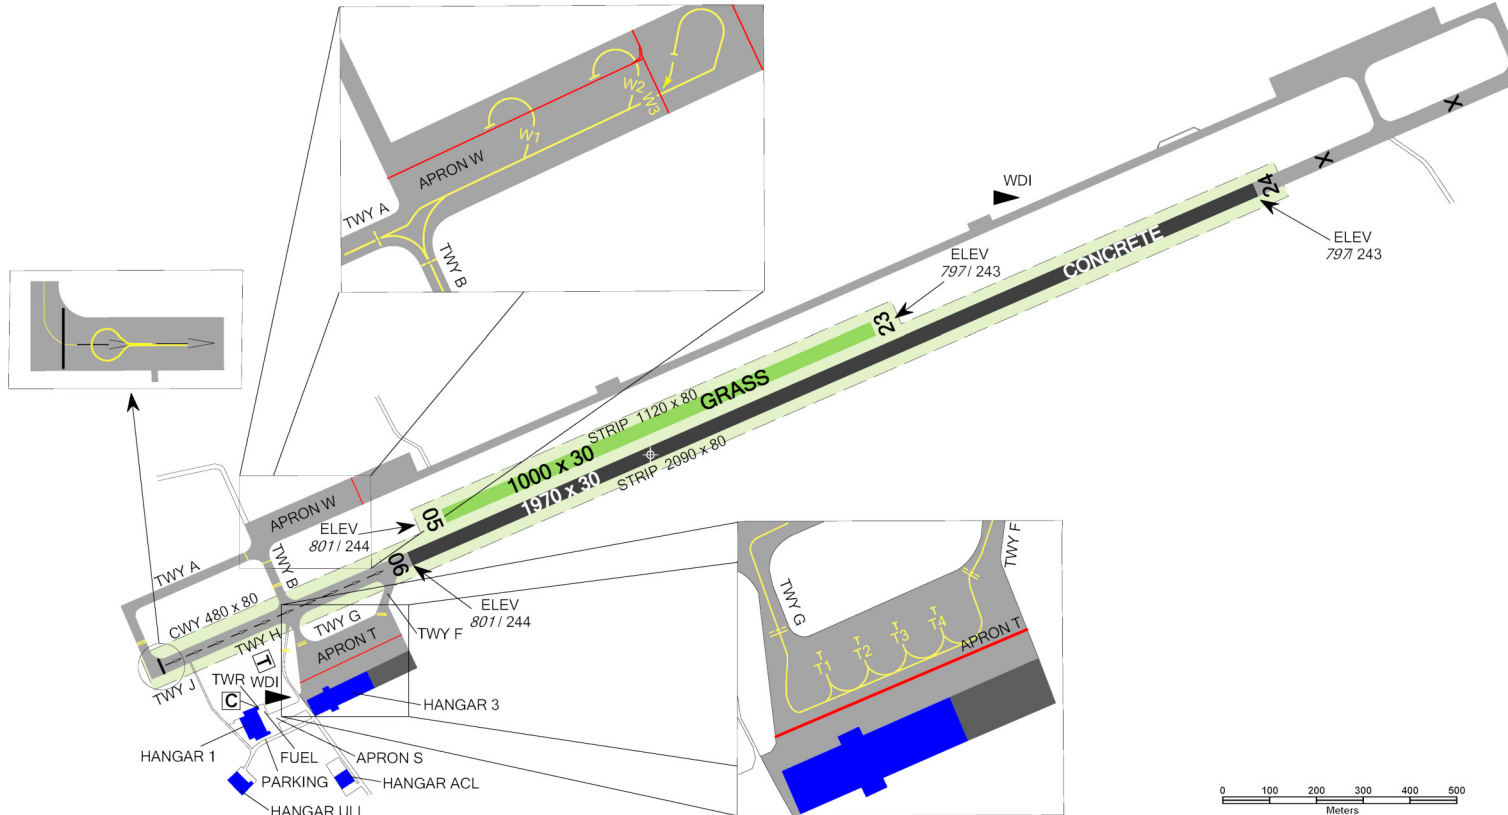 W2
W3
W1
APRON W
TWY A
TWY B
WDI
24
X
X
ELEV
797/ 243
ELEV
797/ 243
CONCRETE
23
GRASS
STRIP 1120 x 80
1000 x 30
1970 x 30
STRIP 2090 x 80
05
ELEV
801/ 244
06
ELEV
801/ 244
APRON W
TWY A
TWY B
CWY 480 x 80
TWY H
TWY G
TWY F
APRON T
TWY J
T
TWR
WDI
C
HANGAR 3
HANGAR 1
FUEL
APRON S
PARKING
HANGAR ACL
TWY F
TWY G
T
T1
T
T2
T
T3
T
T4
APRON T
0 100 200 300 400 500
Meters